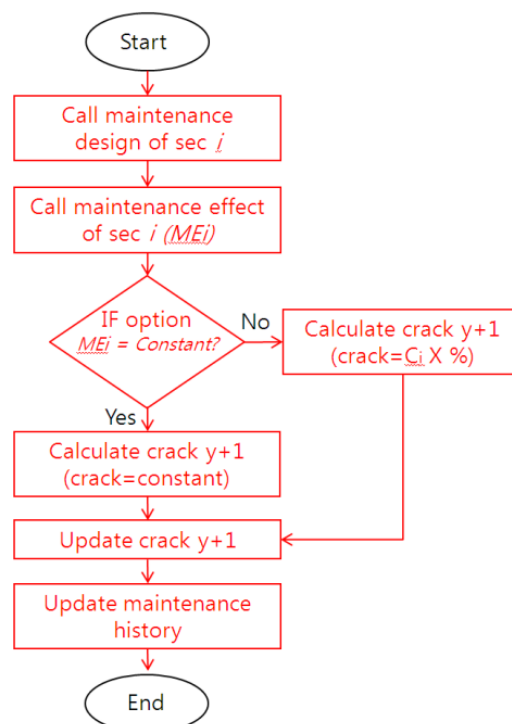 Start
Call maintenance
design of sec i
Call maintenance effect
of sec i (MEi)
IF option
MEi = Constant?
No
Calculate crack y+1
(crack=Ci X %)
Yes
Calculate crack y+1
(crack=constant)
Update crack y+1
Update maintenance
history
End